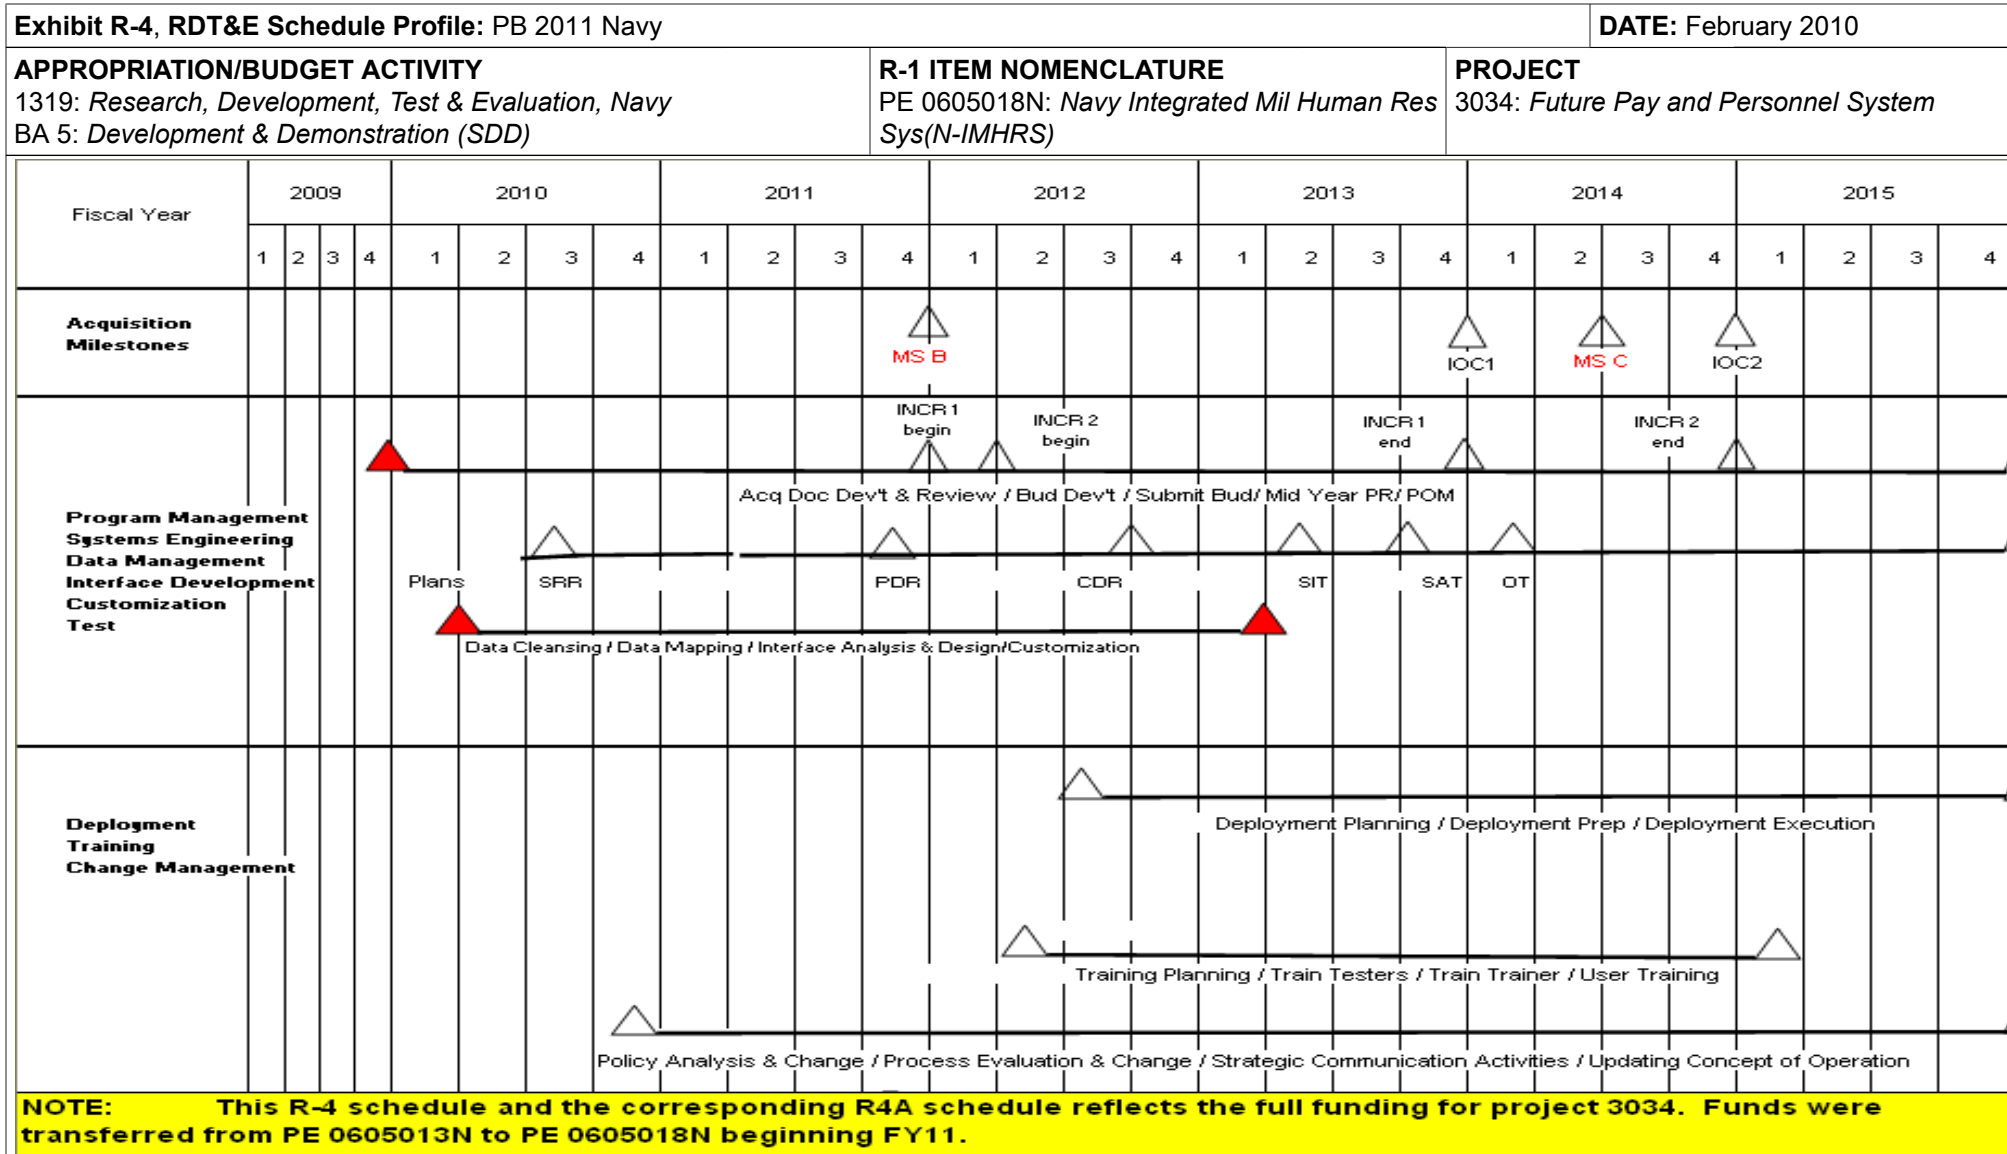 Exhibit R-4, RDT&E Schedule Profile: PB 2011 Navy
DATE: February 2010
APPROPRIATION/BUDGET ACTIVITY
1319: Research, Development, Test & Evaluation, Navy
BA 5: Development & Demonstration (SDD)
R-1 ITEM NOMENCLATURE
PE 0605018N: Navy Integrated Mil Human Res
Sys(N-IMHRS)
PROJECT
3034: Future Pay and Personnel System
Fiscal Year
2009 2010 2011 2012 2013 2014 2015
1 2 3 4 1 2 3 4 1 2 3 4 1 2 3 4 1 2 3 4 1 2 3 4 1 2 3 4
Acquisition
Milestones
MS B
IOC1
MS C
IOC2
INCR 1
begin
INCR 2
begin
INCR 1
end
INCR 2
end
Acq Doc Dev't & Review / Bud Dev't / Submit Bud/ Mid Year PR/ POM
Program Management
Systems Engineering
Data Management
Interface Development
Customization
Test
Plans SRR PDR CDR SIT SAT OT
Data Cleansing / Data Mapping / Interface Analysis & Design/Customization
Deployment
Training
Change Management
Deployment Planning / Deployment Prep / Deployment Execution
Training Planning / Train Testers / Train Trainer / User Training
Policy Analysis & Change / Process Evaluation & Change / Strategic Communication Activities / Updating Concept of Operation
NOTE: This R-4 schedule and the corresponding R4A schedule reflects the full funding for project 3034. Funds were
transferred from PE 0605013N to PE 0605018N beginning FY11.